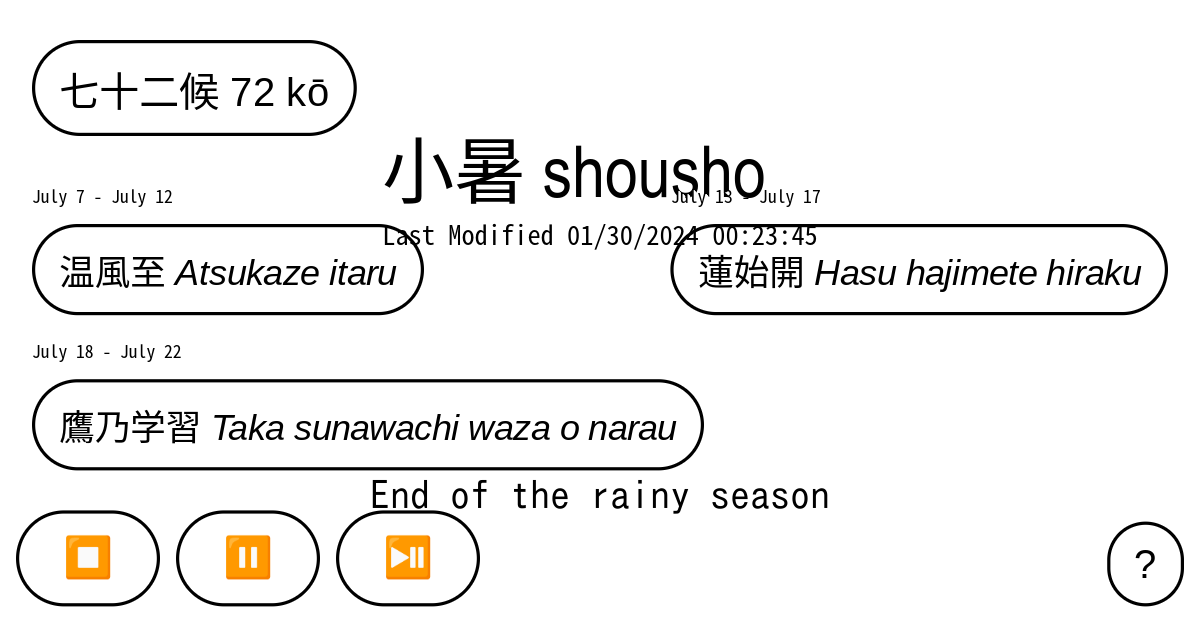 七十二候 72 kō
小暑 shousho
July 7 - July 12
July 13 - July 17
Last Modified 01/30/2024 00:23:45
温風至 Atsukaze itaru
蓮始開 Hasu hajimete hiraku
July 18 - July 22
鷹乃学習 Taka sunawachi waza o narau
End of the rainy season
?